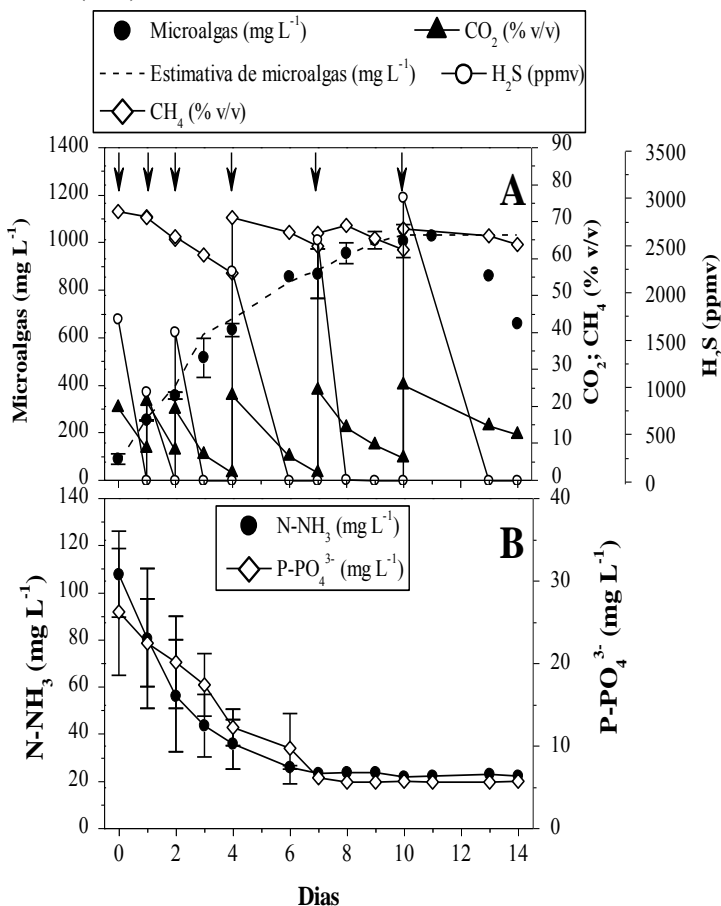 Microalgas (mg L⁻¹) CO₂ (% v/v)
Estimativa de microalgas (mg L⁻¹) H₂S (ppmv)
CH₄ (% v/v)
A
Microalgas (mg L⁻¹)
0 200 400 600 800 1000 1200 1400
CO₂; CH₄ (% v/v)
0 10 20 30 40 50 60 70 80 90
H₂S (ppmv)
0 500 1000 1500 2000 2500 3000 3500
B
N-NH₃ (mg L⁻¹)
P-PO₄³⁻ (mg L⁻¹)
N-NH₃ (mg L⁻¹)
0 20 40 60 80 100 120 140
P-PO₄³⁻ (mg L⁻¹)
0 10 20 30 40
0 2 4 6 8 10 12 14
Dias